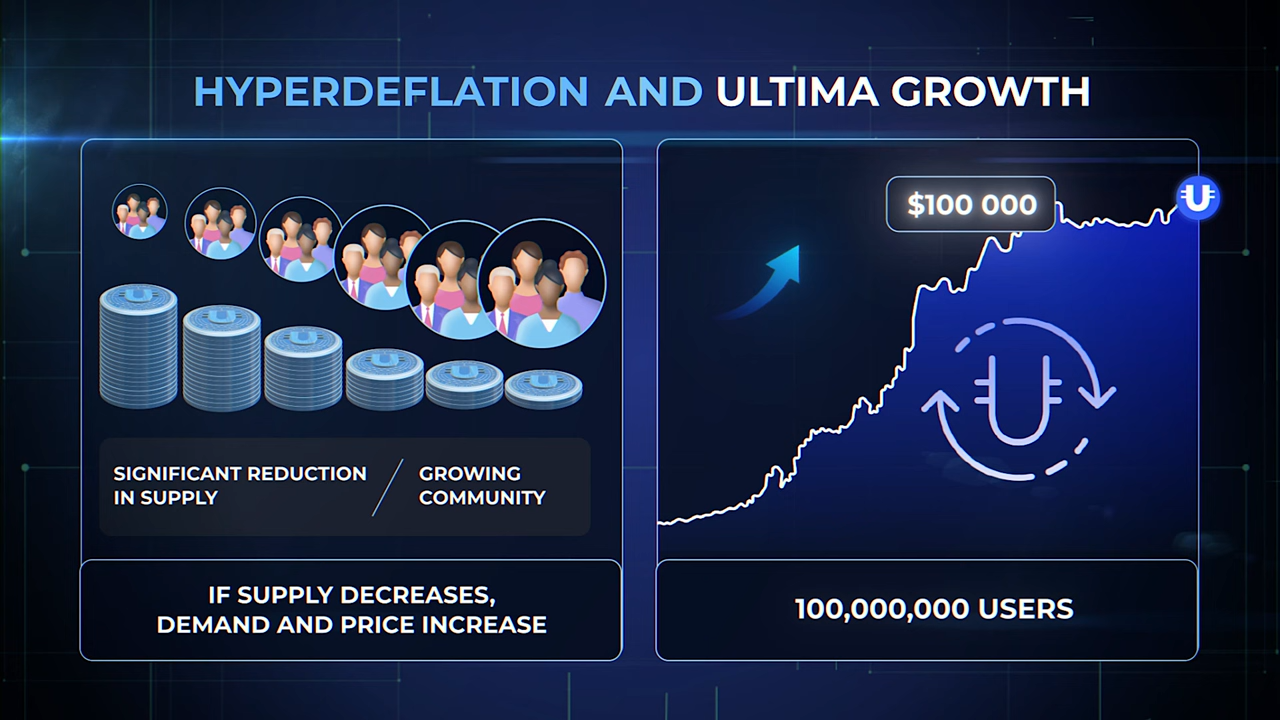 HYPERDEFLATION AND ULTIMA GROWTH
SIGNIFICANT REDUCTION
IN SUPPLY
GROWING
COMMUNITY
IF SUPPLY DECREASES,
DEMAND AND PRICE INCREASE
$100 000
100,000,000 USERS